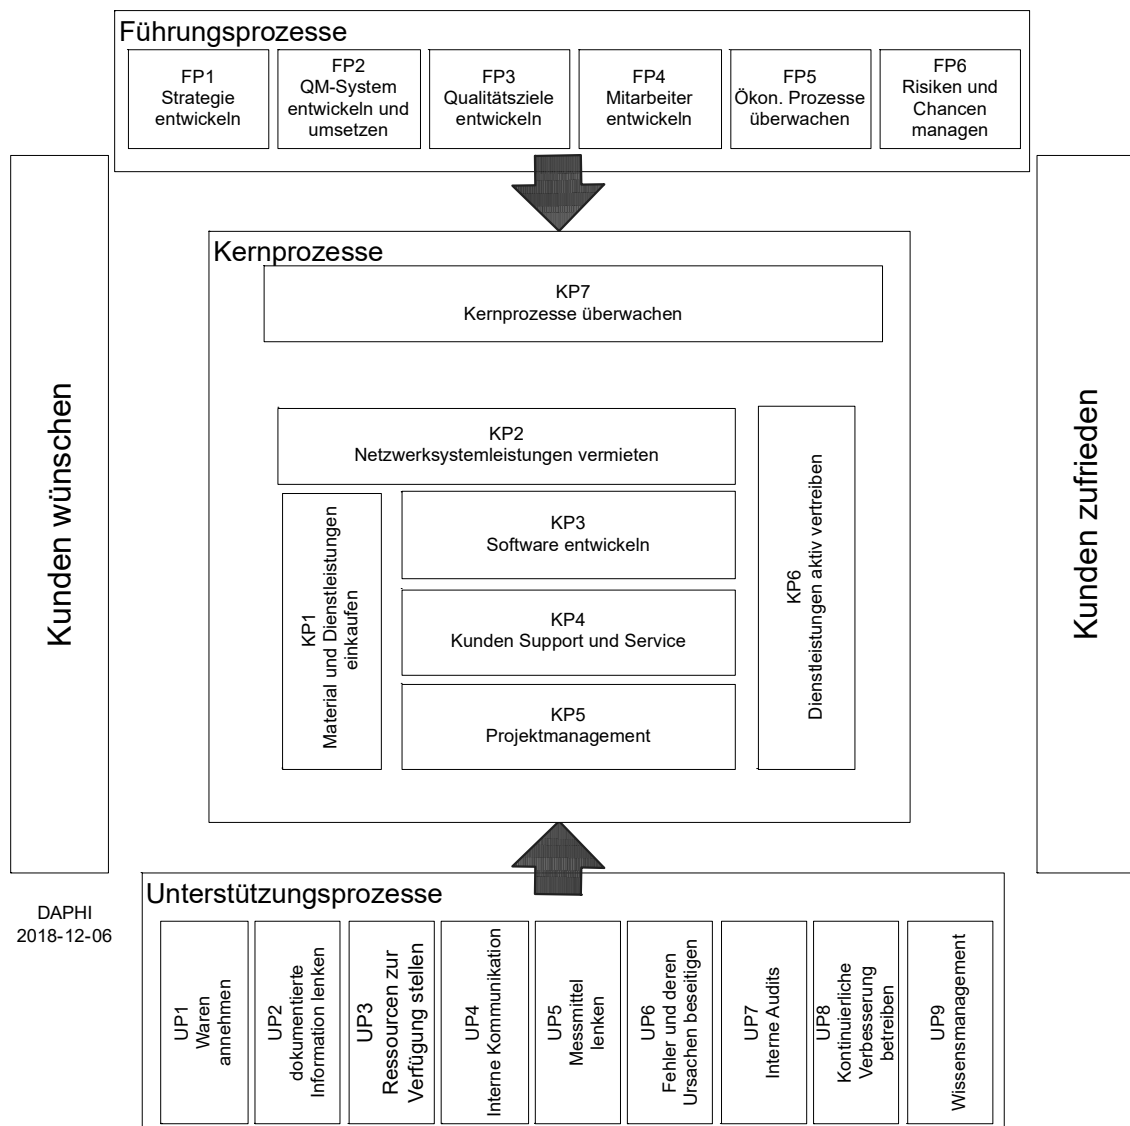 Führungsprozesse
FP1
Strategie
entwickeln
FP2
QM-System
entwickeln und
umsetzen
FP3
Qualitätsziele
entwickeln
FP4
Mitarbeiter
entwickeln
FP5
Ökon. Prozesse
überwachen
FP6
Risiken und
Chancen
managen
Kunden wünschen
Kernprozesse
KP7
Kernprozesse überwachen
KP2
Netzwerksystemleistungen vermieten
KP1
Material und Dienstleistungen
einkaufen
KP3
Software entwickeln
KP4
Kunden Support und Service
KP5
Projektmanagement
KP6
Dienstleistungen aktiv vertreiben
Kunden zufrieden
DAPHI
2018-12-06
Unterstützungsprozesse
UP1
Waren
annehmen
UP2
dokumentierte
Information lenken
UP3
Ressourcen zur
Verfügung stellen
UP4
Interne Kommunikation
UP5
Messmittel
lenken
UP6
Fehler und deren
Ursachen beseitigen
UP7
Interne Audits
UP8
Kontinuierliche
Verbesserung
betreiben
UP9
Wissensmanagement